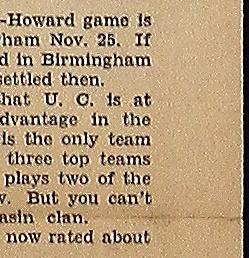 -Howard game is
ham Nov. 25. If
d in Birmingham
settled then.
hat U. C. is at
dvantage in the
is the only team
three top teams
plays two of the
v. But you can't
asin clan.
now rated about